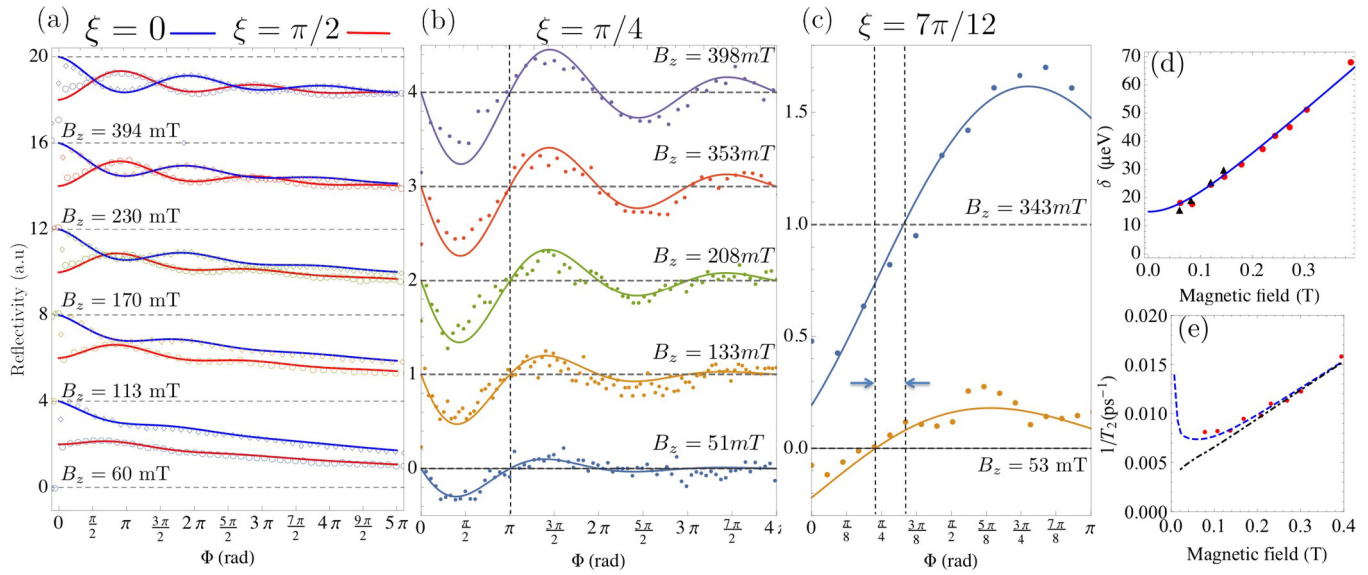 (a) ξ = 0 ξ = π/2
20
16
12
8
4
0
Reflectivity (a.u)
B_z = 394 mT
B_z = 230 mT
B_z = 170 mT
B_z = 113 mT
B_z = 60 mT
0 π/2 π 3π/2 2π 5π/2 3π 7π/2 4π 9π/2 5π
Φ (rad)
(b) ξ = π/4
4
3
2
1
0
B_z = 398mT
B_z = 353mT
B_z = 208mT
B_z = 133mT
B_z = 51mT
0 π/2 π 3π/2 2π 5π/2 3π 7π/2 4π
Φ (rad)
(c) ξ = 7π/12
1.5
1.0
0.5
0.0
B_z = 343mT
B_z = 53 mT
0 π/8 π/4 3π/8 π/2 5π/8 3π/4 7π/8 π
Φ (rad)
(d)
70
60
50
40
30
20
10
0
δ (μeV)
0.0 0.1 0.2 0.3
Magnetic field (T)
(e)
0.020
0.015
0.010
0.005
0.000
1/T₂(ps⁻¹)
0.0 0.1 0.2 0.3 0.4
Magnetic field (T)